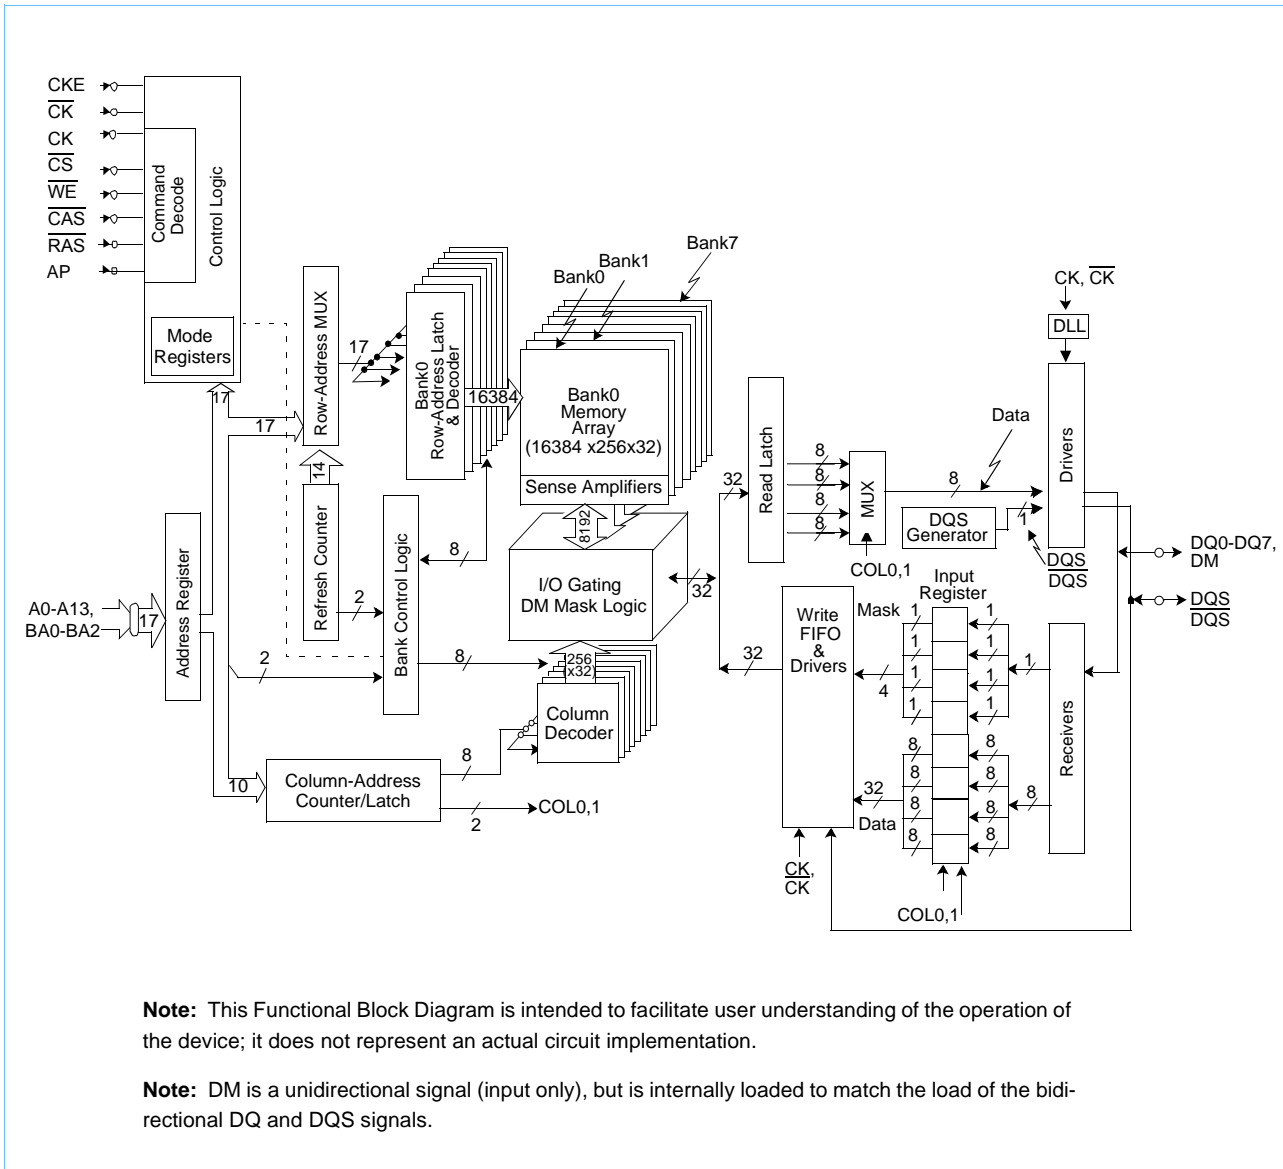 CKE
CK
CK
CS
WE
CAS
RAS
AP
Command
Decode
Control Logic
Mode
Registers
17
17
Row-Address MUX
14
Refresh Counter
17
Bank0
Row-Address Latch
& Decoder
16384
Bank0
Bank1
Bank7
Bank0
Memory
Array
(16384 x256x32)
Sense Amplifiers
8192
I/O Gating
DM Mask Logic
32
256
(x32)
Column
Decoder
Bank Control Logic
8
2
2
8
A0-A13,
BA0-BA2
17
Address Register
10
Column-Address
Counter/Latch
8
2
COL0,1
32
Read Latch
8
8
8
8
MUX
COL0,1
8
Data
DQS
Generator
1
DQS
DQS
CK, CK
DLL
Drivers
DQ0-DQ7,
DM
DQS
DQS
32
Write
FIFO
&
Drivers
CK,
CK
Mask
4
32
Data
Input
Register
1
1
1
1
8
8
8
8
1
1
1
1
8
8
8
8
1
8
COL0,1
Receivers
Note: This Functional Block Diagram is intended to facilitate user understanding of the operation of
the device; it does not represent an actual circuit implementation.
Note: DM is a unidirectional signal (input only), but is internally loaded to match the load of the bidi-
rectional DQ and DQS signals.